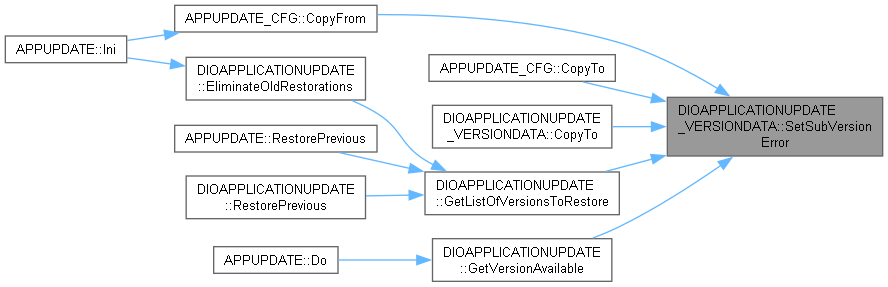 APPUPDATE_CFG::CopyFrom
APPUPDATE::Ini
DIOAPPLICATIONUPDATE
::EliminateOldRestorations
APPUPDATE_CFG::CopyTo
DIOAPPLICATIONUPDATE
_VERSIONDATA::CopyTo
DIOAPPLICATIONUPDATE
_VERSIONDATA::SetSubVersion
Error
APPUPDATE::RestorePrevious
DIOAPPLICATIONUPDATE
::RestorePrevious
DIOAPPLICATIONUPDATE
::GetListOfVersionsToRestore
APPUPDATE::Do
DIOAPPLICATIONUPDATE
::GetVersionAvailable